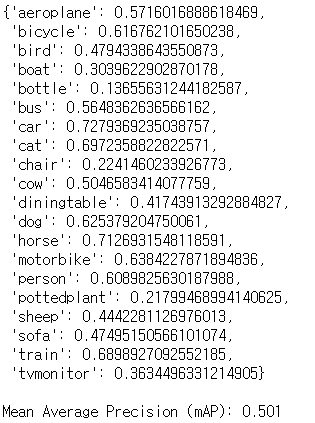 {'aeroplane': 0.5716016888618469,
'bicycle': 0.616762101650238,
'bird': 0.4794338643550873,
'boat': 0.3039622902870178,
'bottle': 0.13655631244182587,
'bus': 0.5648362636566162,
'car': 0.7279369235038757,
'cat': 0.6972358822822571,
'chair': 0.2241460233926773,
'cow': 0.5046583414077759,
'diningtable': 0.41743913292884827,
'dog': 0.625379204750061,
'horse': 0.7126931548118591,
'motorbike': 0.6384227871894836,
'person': 0.6089825630187988,
'pottedplant': 0.21799468994140625,
'sheep': 0.4442281126976013,
'sofa': 0.47495150566101074,
'train': 0.6898927092552185,
'tvmonitor': 0.3634496331214905}
Mean Average Precision (mAP): 0.501